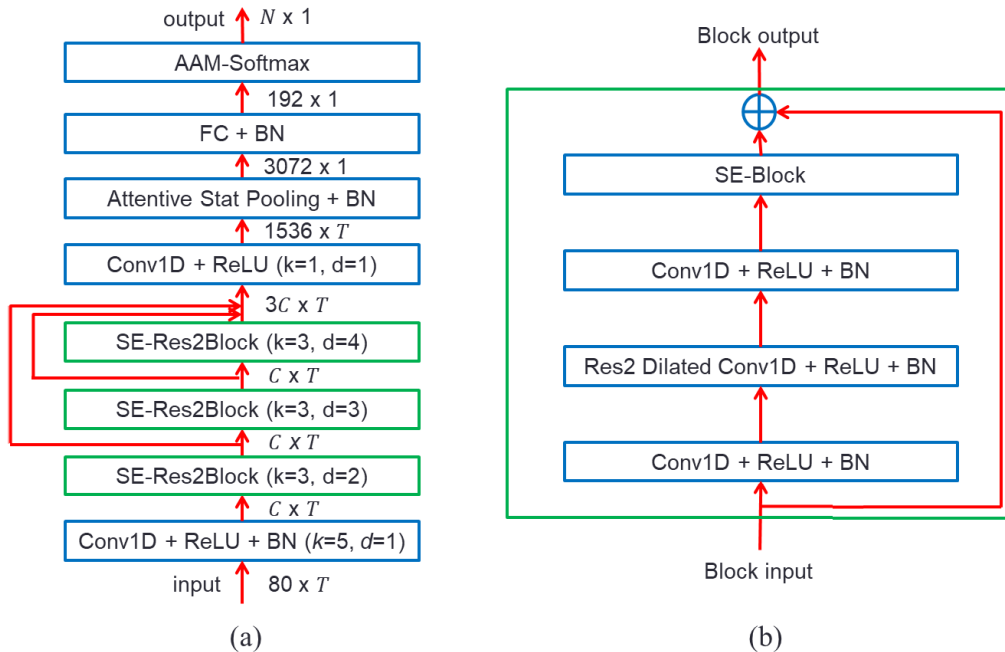 output N x 1
AAM-Softmax
192 x 1
FC + BN
3072 x 1
Attentive Stat Pooling + BN
1536 x T
Conv1D + ReLU (k=1, d=1)
3C x T
SE-Res2Block (k=3, d=4)
C x T
SE-Res2Block (k=3, d=3)
C x T
SE-Res2Block (k=3, d=2)
C x T
Conv1D + ReLU + BN (k=5, d=1)
input 80 x T
(a)
Block output
SE-Block
Conv1D + ReLU + BN
Res2 Dilated Conv1D + ReLU + BN
Conv1D + ReLU + BN
Block input
(b)